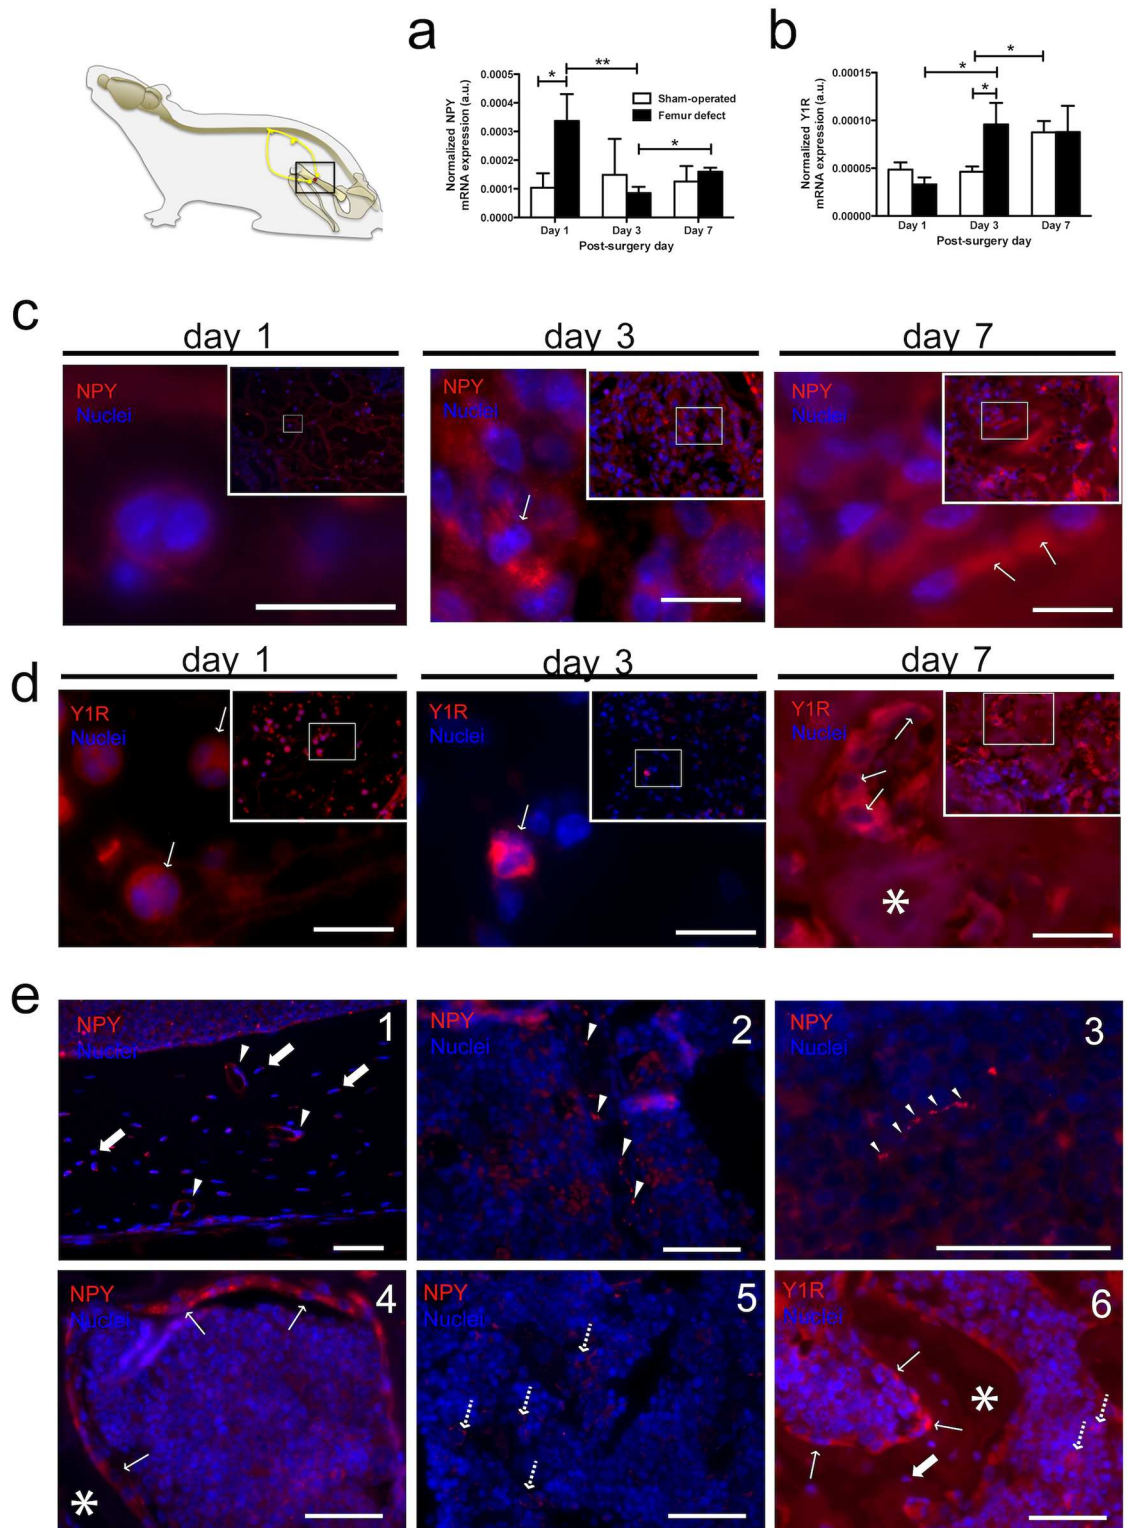 a
Normalized NPY
mRNA expression (a.u.)
0.0005
0.0004
0.0003
0.0002
0.0001
0.0000
*
**
*
Sham-operated
Femur defect
Day 1
Day 3
Day 7
Post-surgery day
b
Normalized Y1R
mRNA expression (a.u.)
0.00015
0.00010
0.00005
0.00000
*
*
*
Day 1
Day 3
Day 7
Post-surgery day
c
day 1
day 3
day 7
NPY
Nuclei
NPY
Nuclei
NPY
Nuclei
d
day 1
day 3
day 7
Y1R
Nuclei
Y1R
Nuclei
Y1R
Nuclei
*
e
NPY
Nuclei
1
NPY
Nuclei
2
NPY
Nuclei
3
NPY
Nuclei
4
*
NPY
Nuclei
5
Y1R
Nuclei
6
*